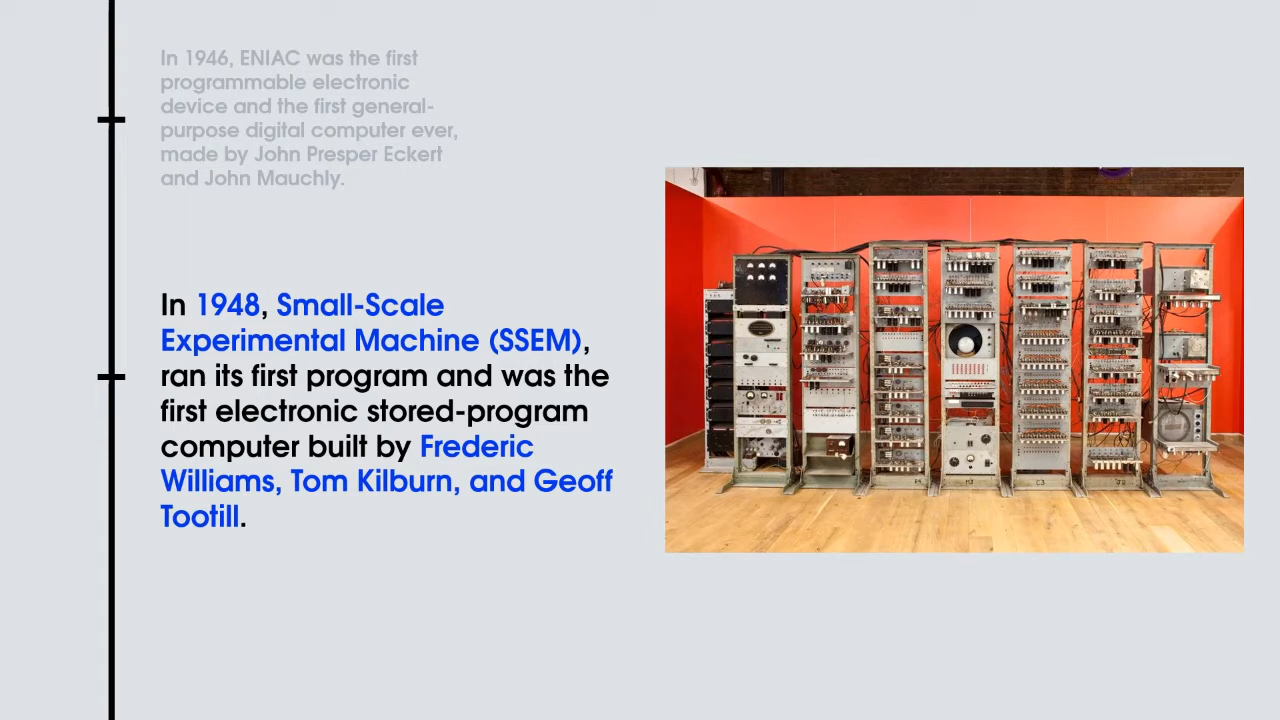 In 1946, ENIAC was the first
programmable electronic
device and the first general-
purpose digital computer ever,
made by John Presper Eckert
and John Mauchly.
In 1948, Small-Scale
Experimental Machine (SSEM),
ran its first program and was the
first electronic stored-program
computer built by Frederic
Williams, Tom Kilburn, and Geoff
Tootill.